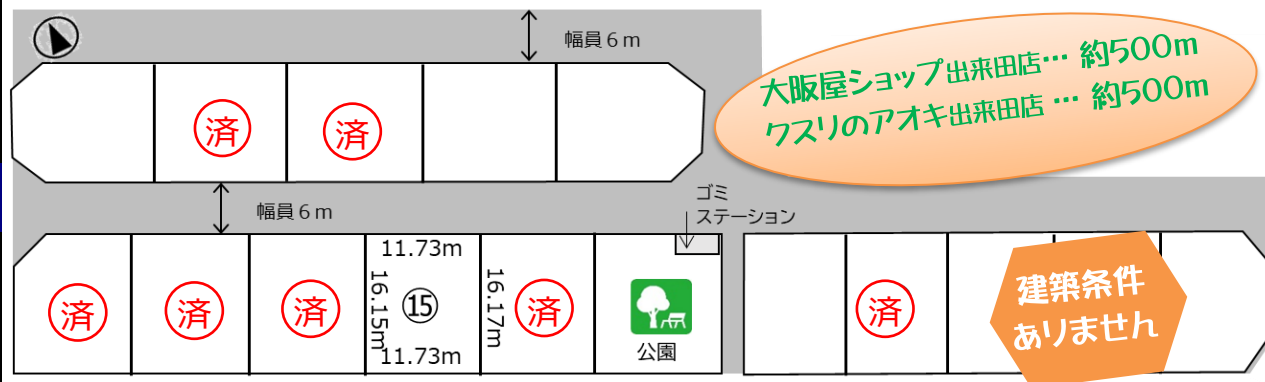 幅員6m
大阪屋ショップ出来田店… 約500m
クスリのアオキ出来田店 … 約500m
済
済
幅員6m
ゴミ
ステーション
済
済
済
11.73m
16.15m
⑮
11.73m
16.17m
済
公園
済
建築条件
ありません